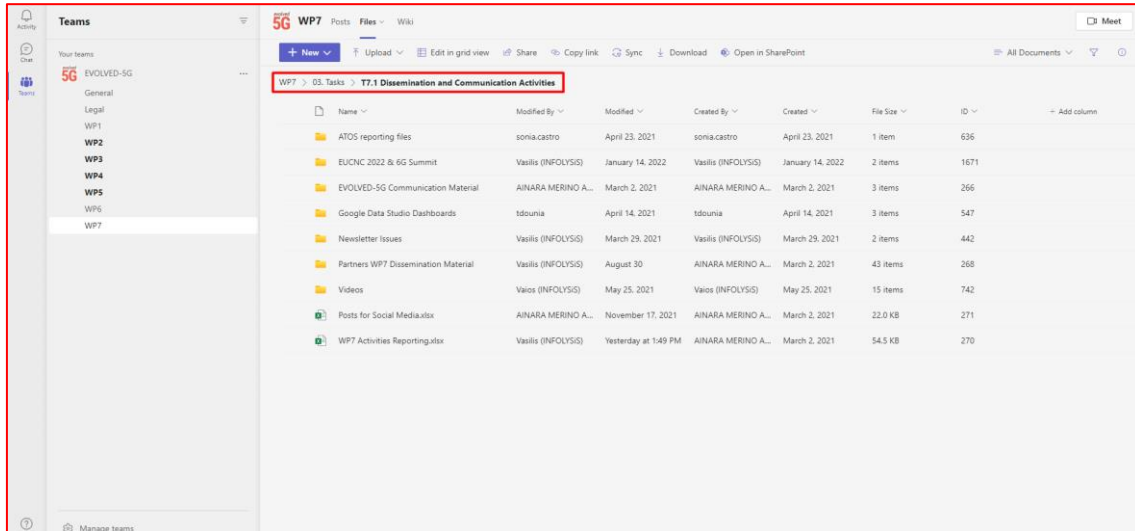 Activity
Chat
Teams
Teams
Your teams
evolved 5G EVOLVED-5G ...
General
Legal
WP1
WP2
WP3
WP4
WP5
WP6
WP7
Manage teams
evolved 5G WP7 Posts Files Wiki Meet
+ New Upload Edit in grid view Share Copy link Sync Download Open in SharePoint All Documents
WP7 > 03. Tasks > T7.1 Dissemination and Communication Activities
Name Modified By Modified Created By Created File Size ID + Add column
ATOS reporting files sonia.castro April 23, 2021 sonia.castro April 23, 2021 1 item 636
EUCNC 2022 & 6G Summit Vasilis (INFOLYSiS) January 14, 2022 Vasilis (INFOLYSiS) January 14, 2022 2 items 1671
EVOLVED-5G Communication Material AINARA MERINO A... March 2, 2021 AINARA MERINO A... March 2, 2021 3 items 266
Google Data Studio Dashboards tdounia April 14, 2021 tdounia April 14, 2021 3 items 547
Newsletter Issues Vasilis (INFOLYSiS) March 29, 2021 Vasilis (INFOLYSiS) March 29, 2021 2 items 442
Partners WP7 Dissemination Material Vasilis (INFOLYSiS) August 30 AINARA MERINO A... March 2, 2021 43 items 268
Videos Vaios (INFOLYSiS) May 25, 2021 Vaios (INFOLYSiS) May 25, 2021 15 items 742
Posts for Social Media.xlsx AINARA MERINO A... November 17, 2021 AINARA MERINO A... March 2, 2021 22.0 KB 271
WP7 Activities Reporting.xlsx Vasilis (INFOLYSiS) Yesterday at 1:49 PM AINARA MERINO A... March 2, 2021 54.5 KB 270